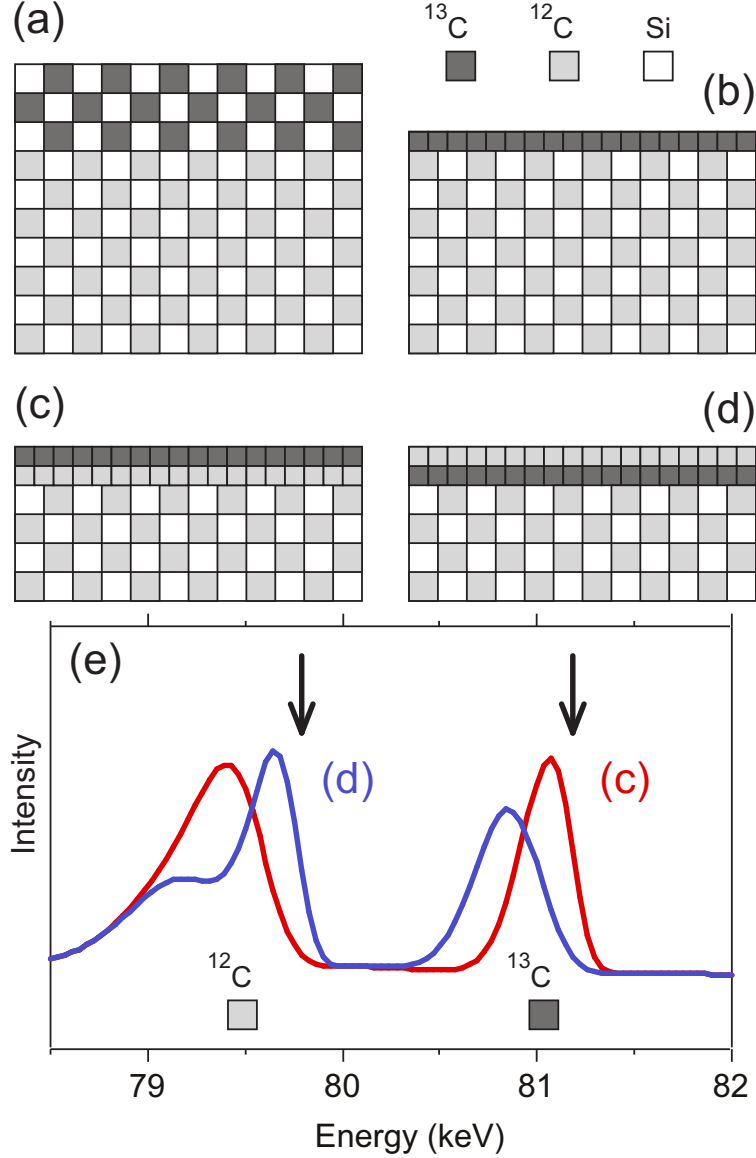 (a)
¹³C ¹²C Si
(b)
(c)
(d)
(e)
(d)
(c)
Intensity
¹²C
¹³C
79 80 81 82
Energy (keV)